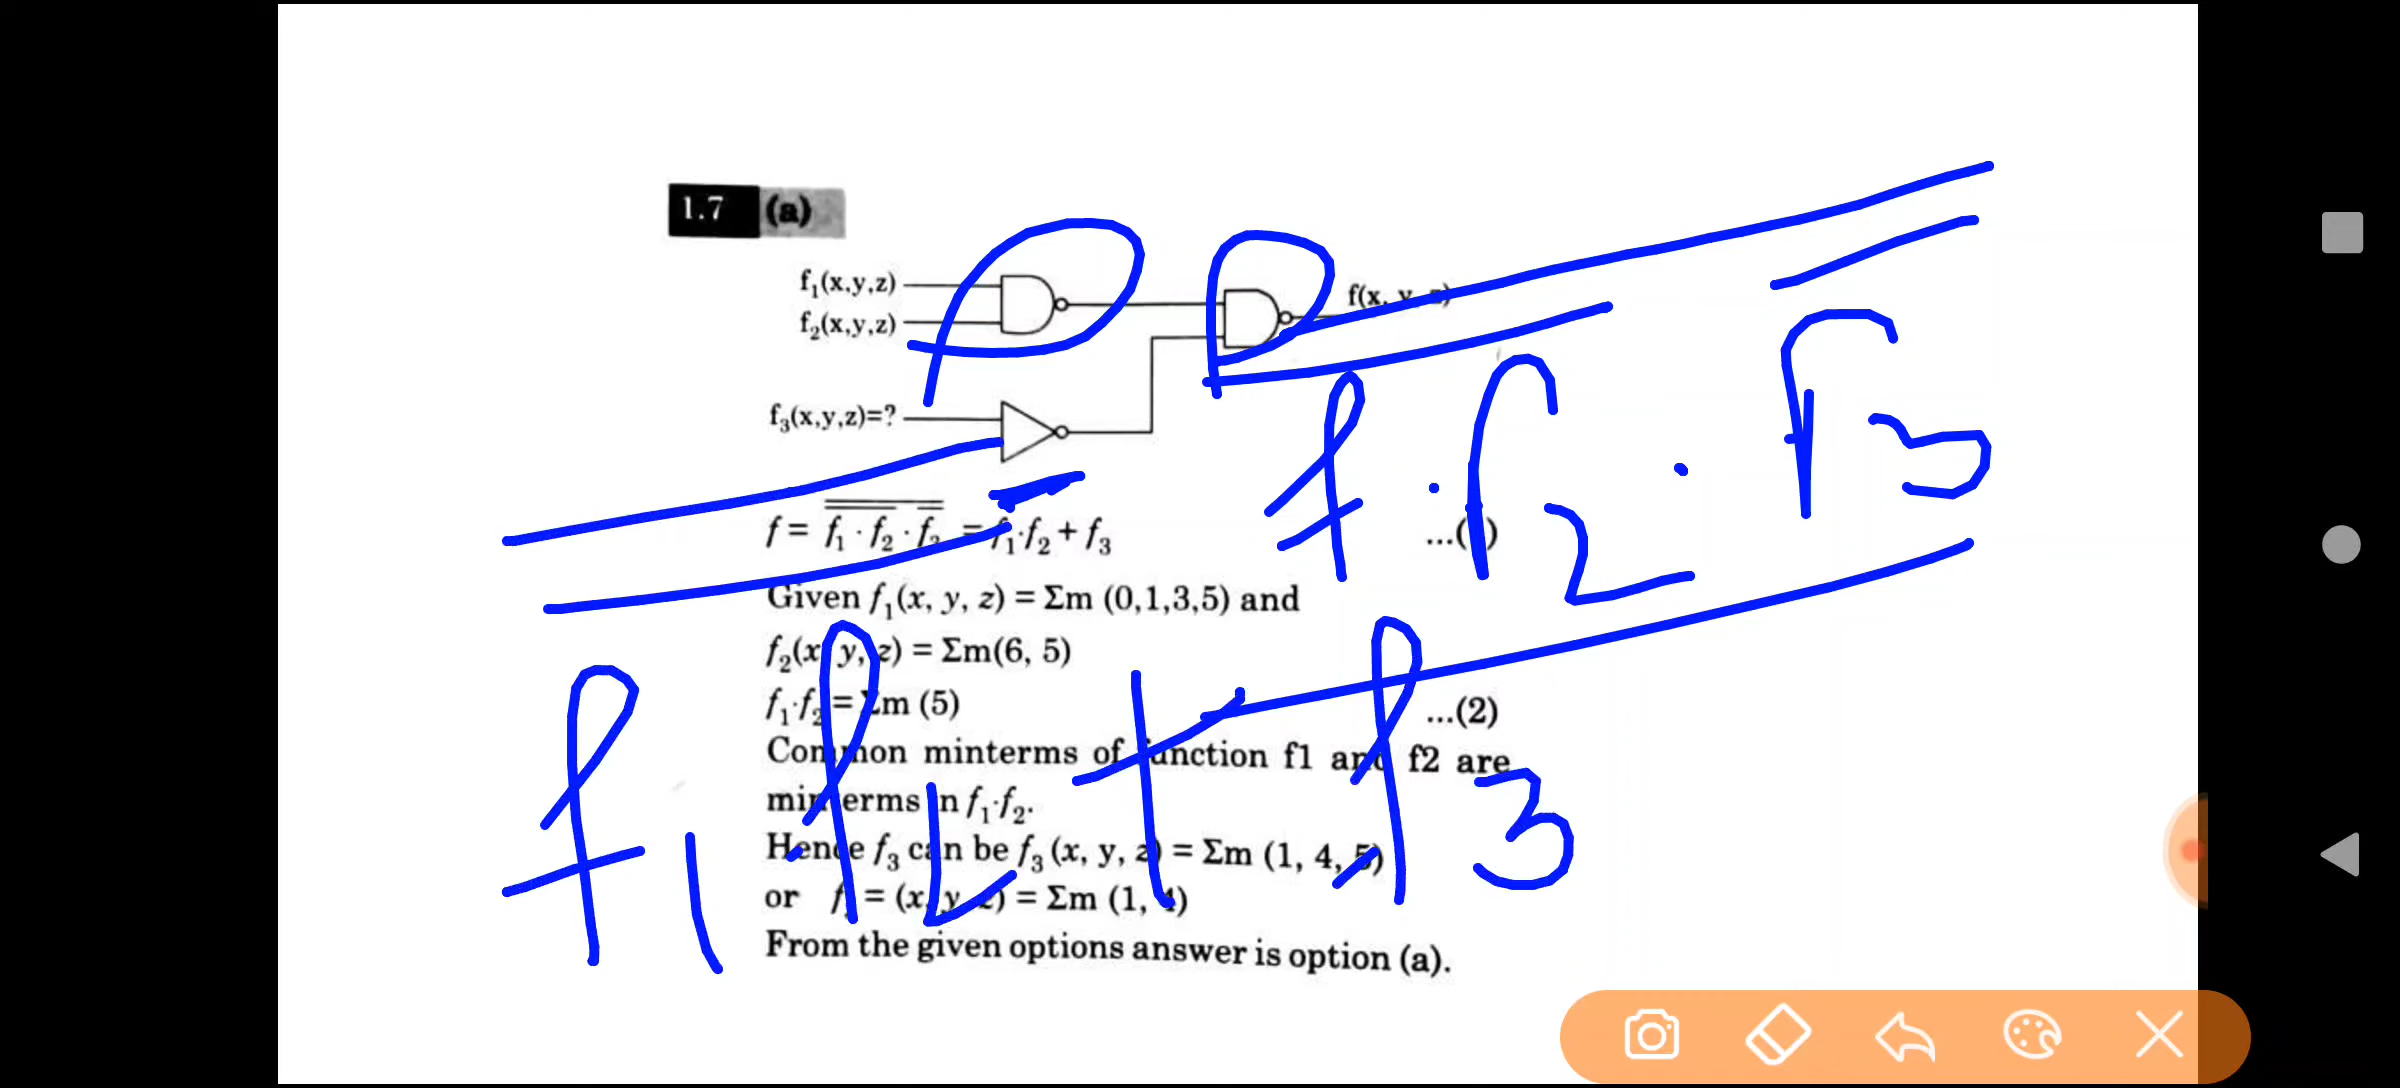 1.7 (a)
f₁(x,y,z)
f₂(x,y,z)
f(x, y, z)
f₃(x,y,z)=?
f = f₁ · f₂ · f₃ = f₁·f₂ + f₃ ...(1)
f · f₂ · f₃
Given f₁(x, y, z) = Σm (0,1,3,5) and
f₂(x, y, z) = Σm(6, 5)
f₁·f₂ = Σm (5) ...(2)
f₁ f₂ + f₃
Common minterms of function f1 and f2 are
minterms in f₁·f₂.
Hence f₃ can be f₃ (x, y, z) = Σm (1, 4, 5)
or f₃ = (x, y, z) = Σm (1, 4)
From the given options answer is option (a).